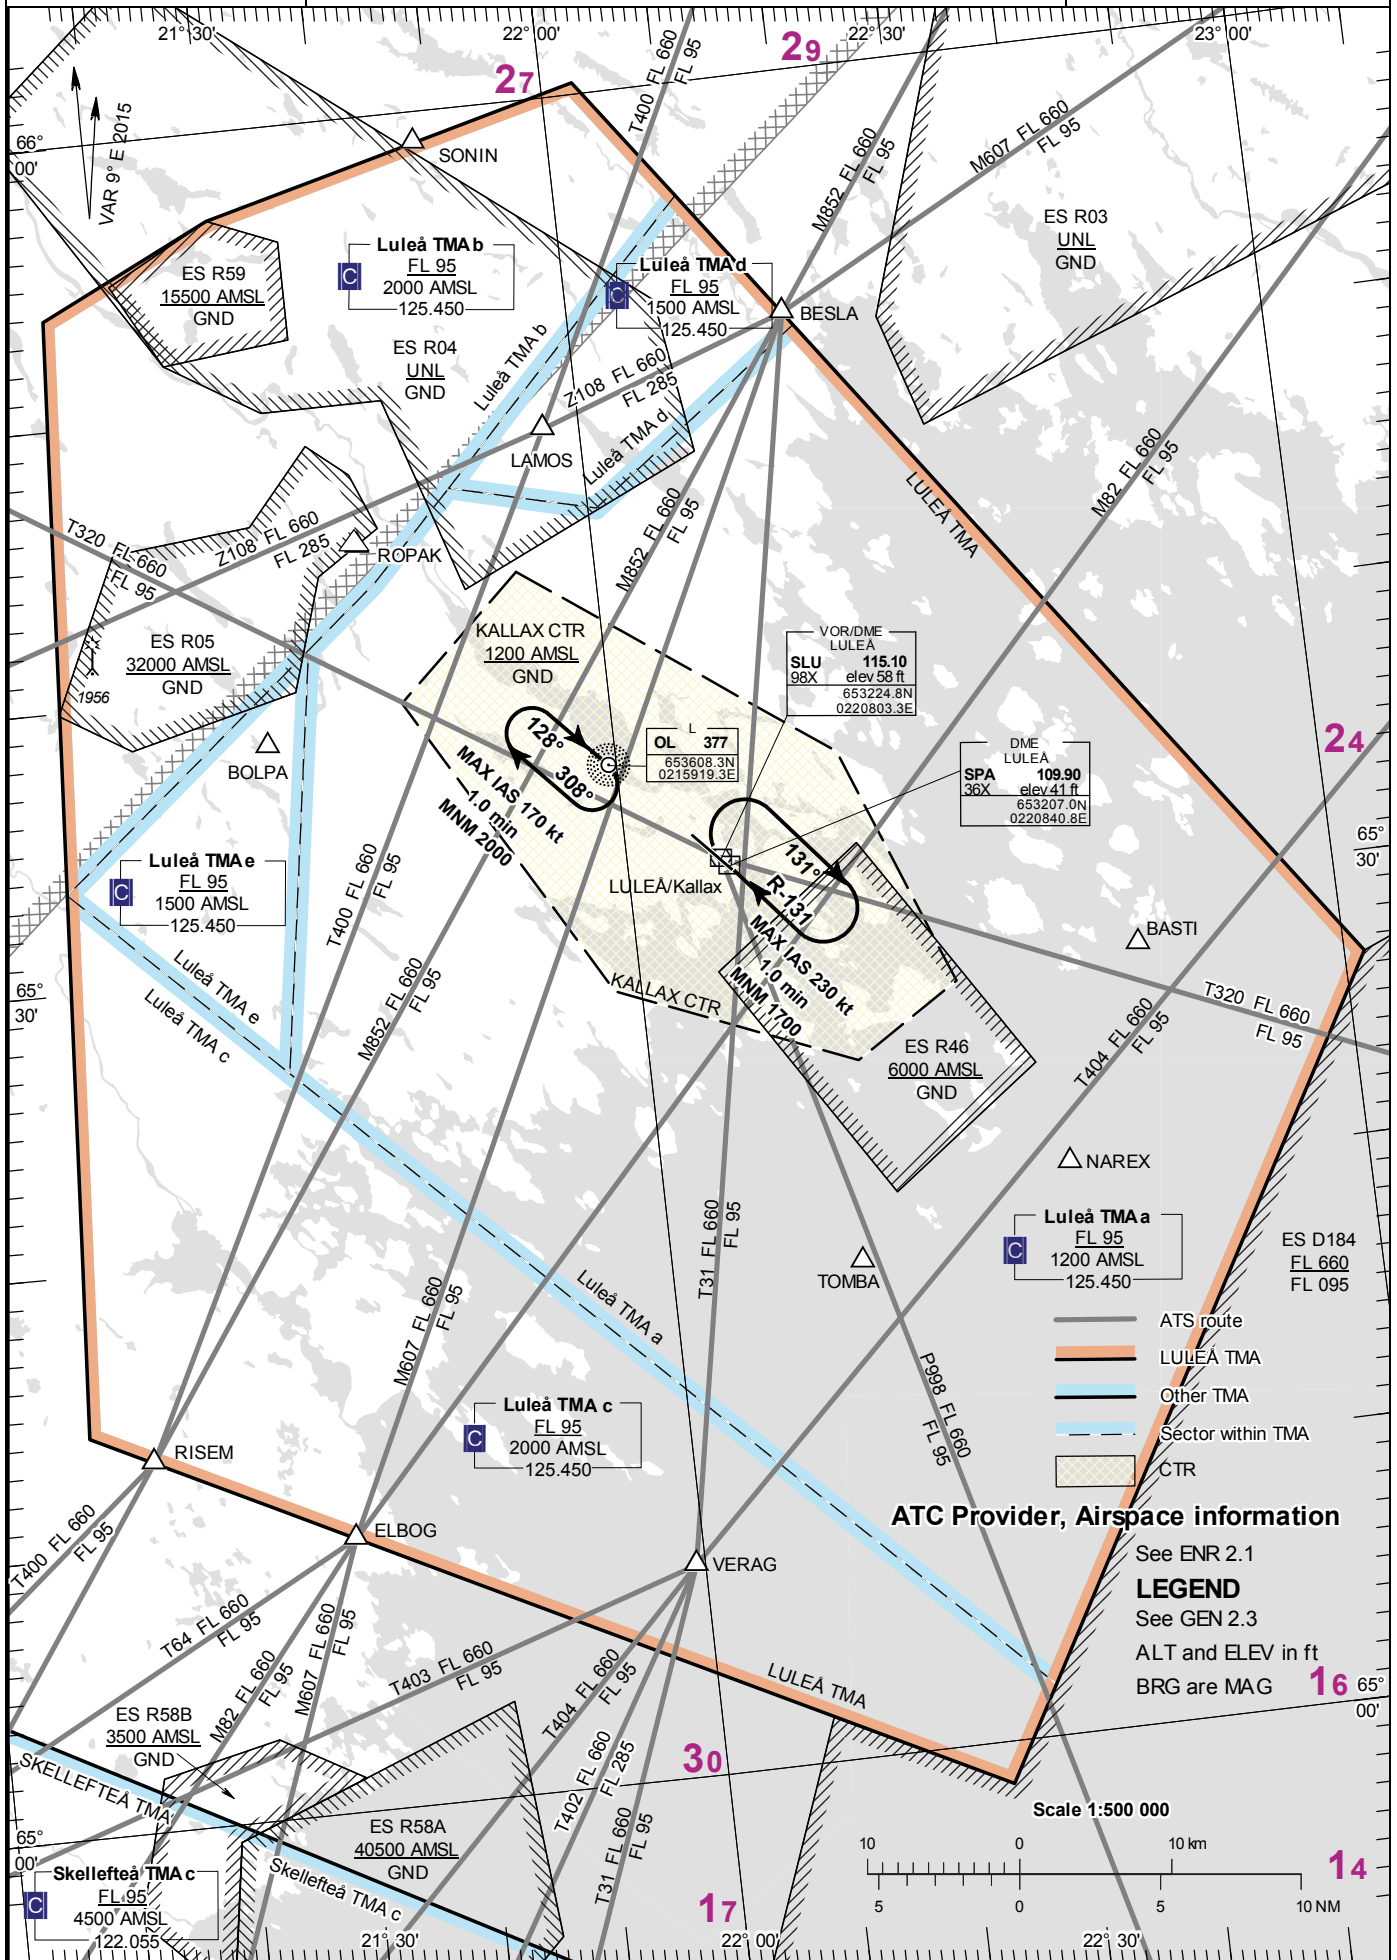 21° 30'
22° 00'
22° 30'
23° 00'
27
29
T400 FL 660
FL 95
66°
00'
VAR 9° E 2015
SONIN
M852 FL 660
FL 95
M607 FL 660
FL 95
ES R03
UNL
GND
ES R59
15500 AMSL
GND
Luleå TMA b
C
FL 95
2000 AMSL
125.450
Luleå TMA d
C
FL 95
1500 AMSL
125.450
BESLA
ES R04
UNL
GND
Luleå TMA b
Z108 FL 660
FL 285
LAMOS
Luleå TMA d
M82 FL 660
FL 95
LULEÅ TMA
T320 FL 660
FL 95
Z108 FL 660
FL 285
ROPAK
M852 FL 660
FL 95
ES R05
32000 AMSL
GND
1956
KALLAX CTR
1200 AMSL
GND
VOR/DME
LULEÅ
SLU 115.10
98X elev 58 ft
653224.8N
0220803.3E
24
BOLPA
128°
308°
MAX IAS 170 kt
1.0 min
MNM 2000
L
OL 377
653608.3N
0215919.3E
DME
LULEÅ
SPA 109.90
36X elev 41 ft
653207.0N
0220840.8E
65°
30'
Luleå TMA e
C
FL 95
1500 AMSL
125.450
T400 FL 660
FL 95
LULEÅ/Kallax
131°
R-131
MAX IAS 230 kt
1.0 min
MNM 1700
BASTI
65°
30'
Luleå TMA e
Luleå TMA c
M852 FL 660
FL 95
KALLAX CTR
T320 FL 660
FL 95
T404 FL 660
FL 95
ES R46
6000 AMSL
GND
NAREX
T31 FL 660
FL 95
TOMBA
Luleå TMA a
C
FL 95
1200 AMSL
125.450
ES D184
FL 660
FL 095
Luleå TMA a
M607 FL 660
FL 95
ATS route
LULEÅ TMA
Other TMA
Sector within TMA
CTR
P998 FL 660
FL 95
Luleå TMA c
C
FL 95
2000 AMSL
125.450
RISEM
ATC Provider, Airspace information
See ENR 2.1
LEGEND
See GEN 2.3
ALT and ELEV in ft
BRG are MAG
16
65°
00'
ELBOG
VERAG
T400 FL 660
FL 95
T64 FL 660
FL 95
M82 FL 660
FL 95
M607 FL 660
FL 95
T403 FL 660
FL 95
T404 FL 660
FL 95
LULEÅ TMA
ES R58B
3500 AMSL
GND
SKELLEFTEÅ TMA
30
T402 FL 660
FL 285
T31 FL 660
FL 95
ES R58A
40500 AMSL
GND
Scale 1:500 000
10 0 10 km
5 0 5 10 NM
14
65°
00'
Skellefteå TMA c
C
FL 95
4500 AMSL
122.055
Skellefteå TMA c
17
21° 30'
22° 00'
22° 30'